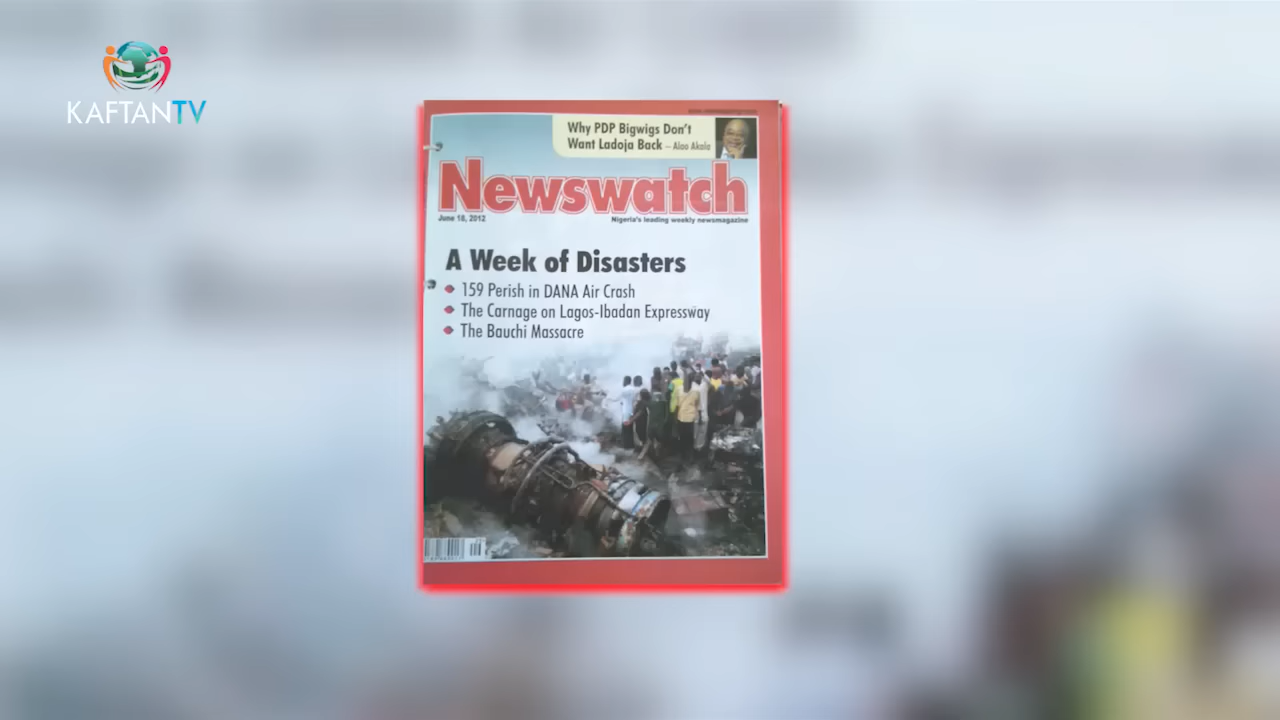 KAFTANTV
Why PDP Bigwigs Don't
Want Ladoja Back – Alao Akala
Newswatch
June 18, 2012
Nigeria's leading weekly newsmagazine
A Week of Disasters
159 Perish in DANA Air Crash
The Carnage on Lagos-Ibadan Expressway
The Bauchi Massacre